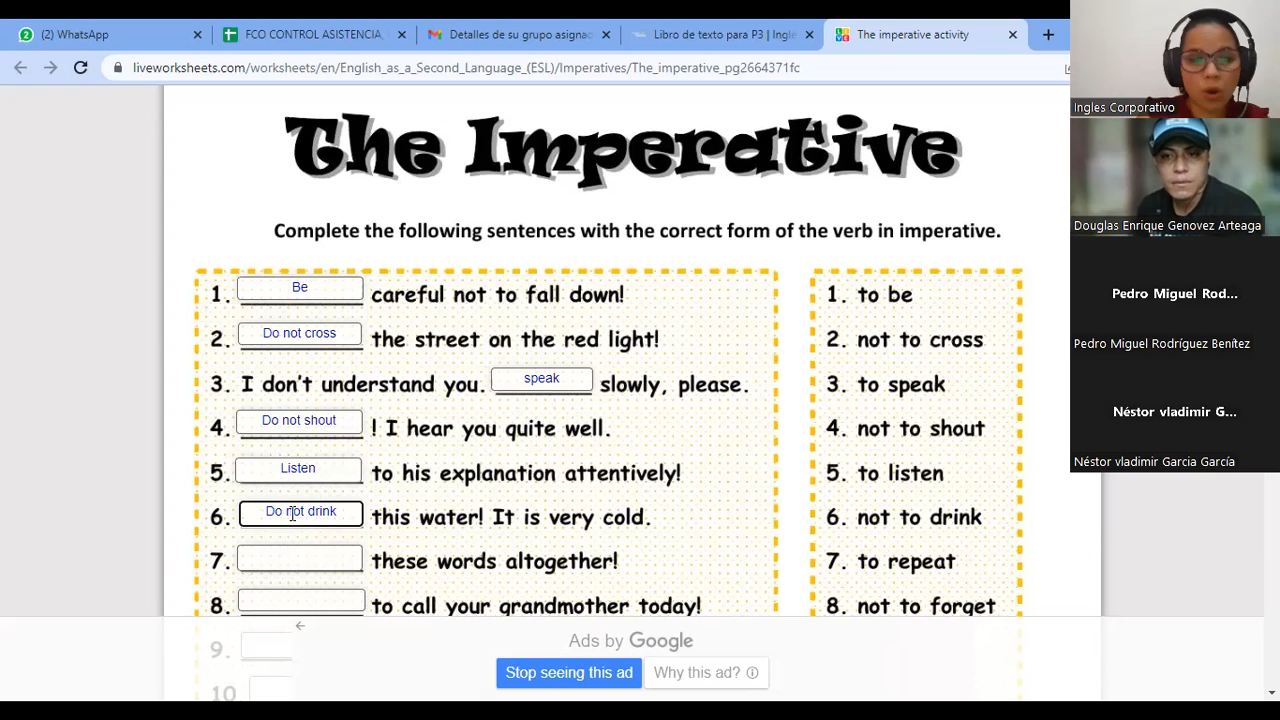 (2) WhatsApp
FCO CONTROL ASISTENCIA,
Detalles de su grupo asignad
Libro de texto para P3 | Ingle
The imperative activity
liveworksheets.com/worksheets/en/English_as_a_Second_Language_(ESL)/Imperatives/The_imperative_pg2664371fc
Ingles Corporativo
Douglas Enrique Genovez Arteaga
Pedro Miguel Rod...
Pedro Miguel Rodríguez Benítez
Néstor vladimir G...
Néstor vladimir Garcia García
The Imperative
Complete the following sentences with the correct form of the verb in imperative.
1. Be careful not to fall down!
2. Do not cross the street on the red light!
3. I don't understand you. speak slowly, please.
4. Do not shout ! I hear you quite well.
5. Listen to his explanation attentively!
6. Do not drink this water! It is very cold.
7. these words altogether!
8. to call your grandmother today!
9.
10
1. to be
2. not to cross
3. to speak
4. not to shout
5. to listen
6. not to drink
7. to repeat
8. not to forget
Ads by Google
Stop seeing this ad
Why this ad?